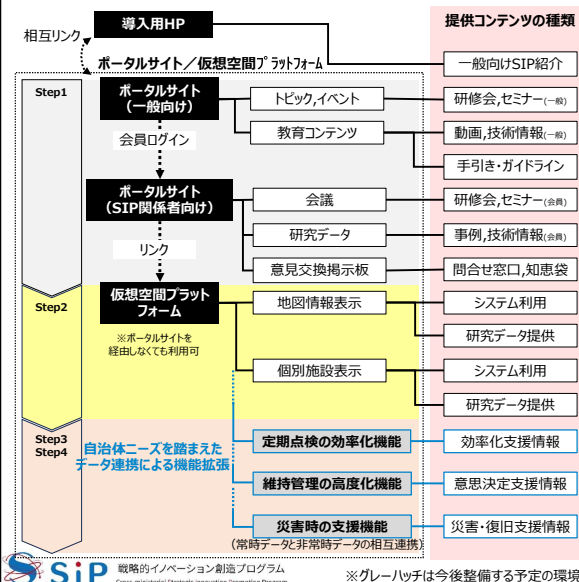 導入用HP
提供コンテンツの種類
相互リンク
ポータルサイト／仮想空間プラットフォーム
一般向けSIP紹介
Step1
ポータルサイト
（一般向け）
トピック,イベント
研修会,セミナー(一般)
会員ログイン
教育コンテンツ
動画,技術情報(一般)
手引き・ガイドライン
ポータルサイト
（SIP関係者向け）
会議
研修会,セミナー(会員)
研究データ
事例,技術情報(会員)
リンク
意見交換掲示板
問合せ窓口,知恵袋
Step2
仮想空間プラット
フォーム
地図情報表示
システム利用
※ポータルサイトを
経由しなくても利用可
研究データ提供
個別施設表示
システム利用
研究データ提供
Step3
Step4
自治体ニーズを踏まえた
データ連携による機能拡張
定期点検の効率化機能
効率化支援情報
維持管理の高度化機能
意思決定支援情報
災害時の支援機能
災害・復旧支援情報
（常時データと非常時データの相互連携）
SiP
戦略的イノベーション創造プログラム
Cross-ministerial Strategic Innovation Promotion Program
※グレーハッチは今後整備する予定の環境